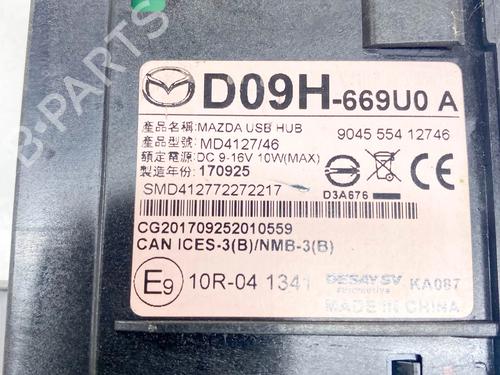 D09H-669U0 A
產品名稱:MAZDA USB HUB
產品型號:MD4127/46
額定電源:DC 9-16V 10W(MAX)
製造年份:170925
9045 554 12746
SMD412772272217
D3A676
CG201709252010559
CAN ICES-3(B)/NMB-3(B)
E9 10R-04 1341
DESAY SV
Automotive
KA087
MADE IN CHINA
B-PARTS